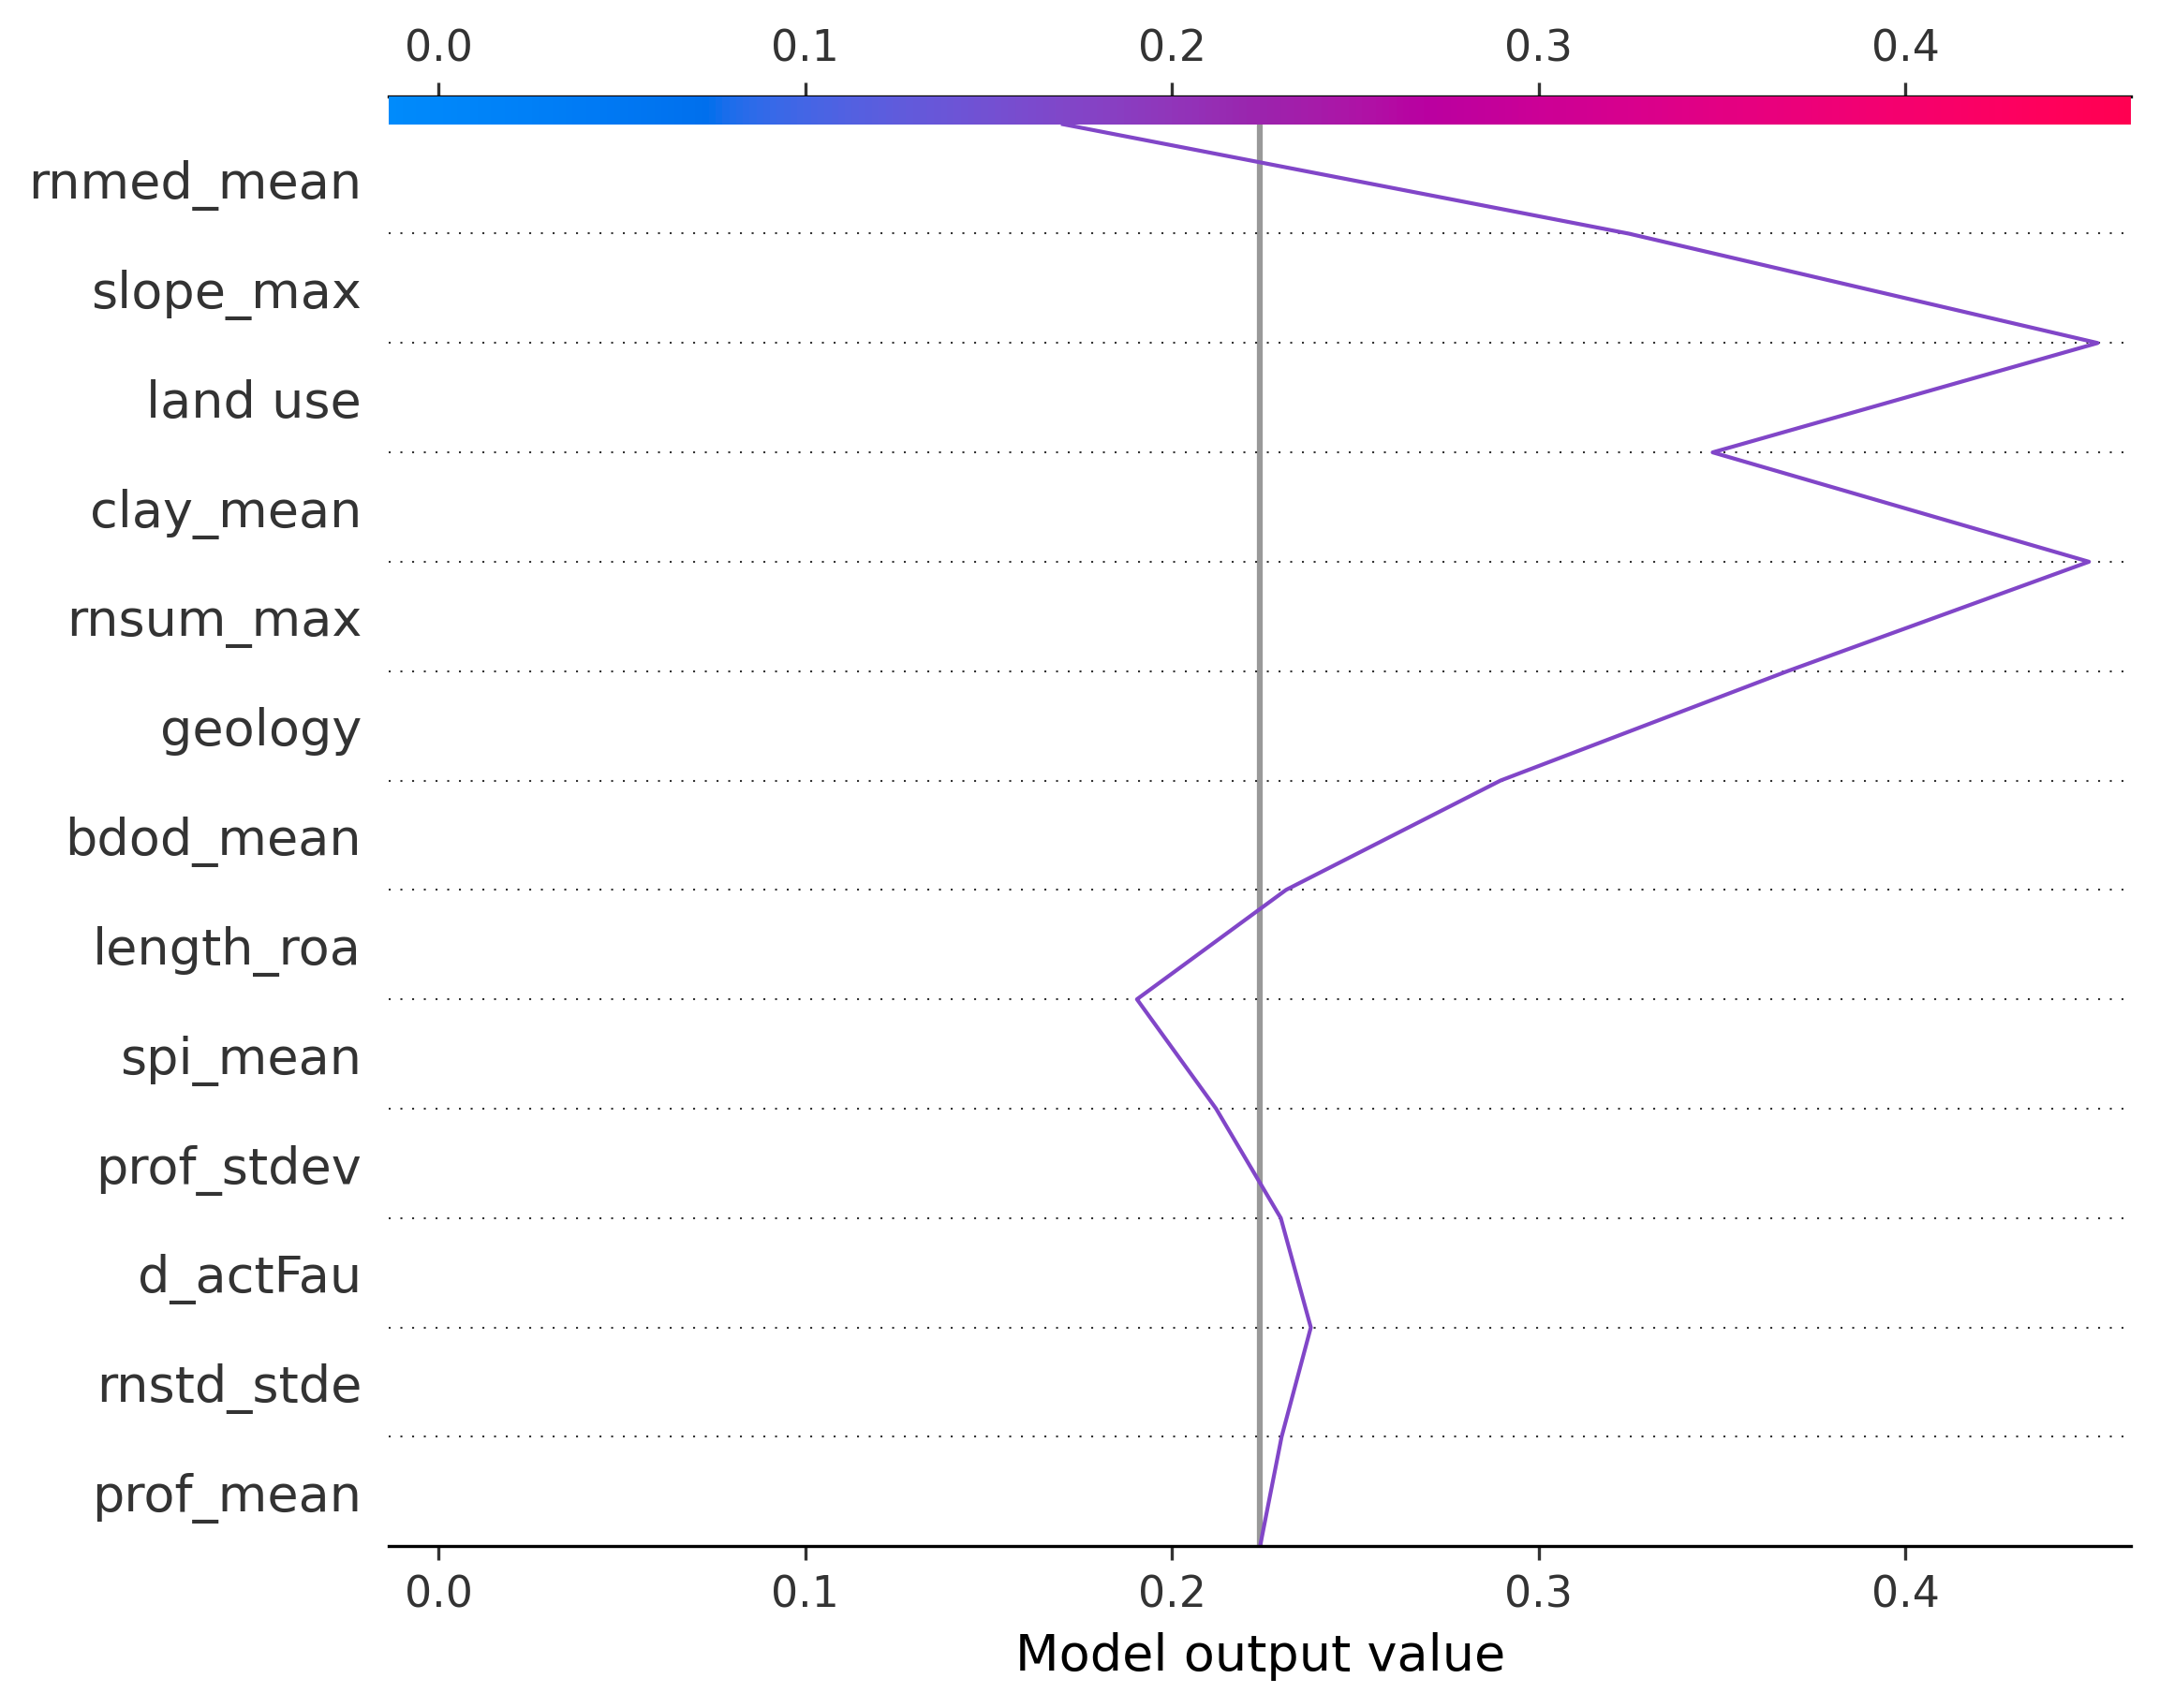 0.0 0.1 0.2 0.3 0.4
rnmed_mean
slope_max
land use
clay_mean
rnsum_max
geology
bdod_mean
length_roa
spi_mean
prof_stdev
d_actFau
rnstd_stde
prof_mean
0.0 0.1 0.2 0.3 0.4
Model output value